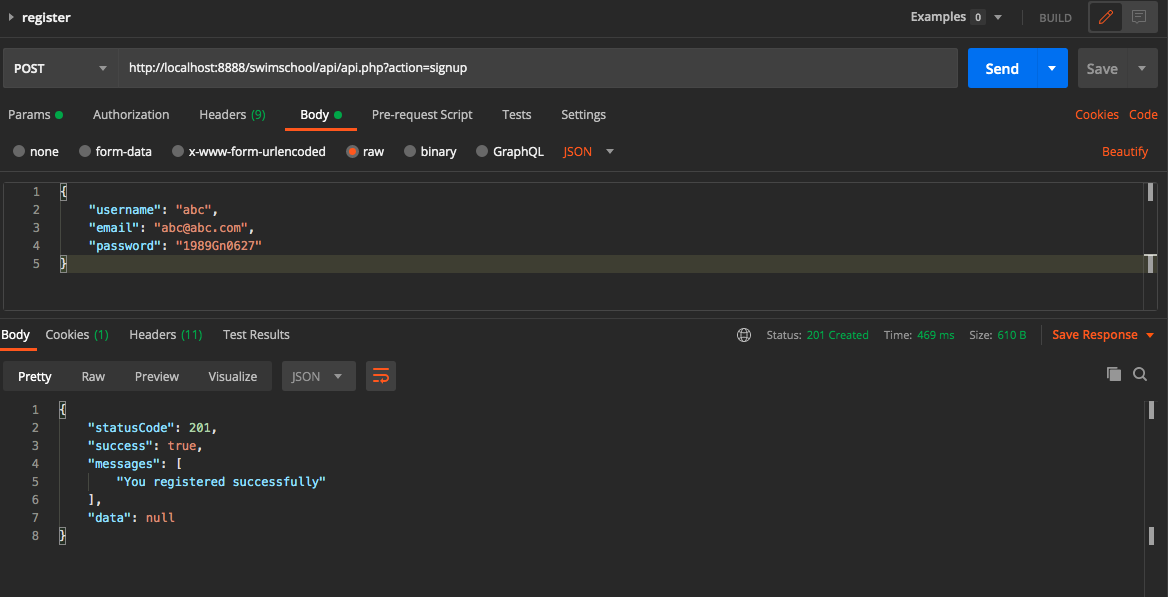 register
Examples 0
BUILD
POST
http://localhost:8888/swimschool/api/api.php?action=signup
Send
Save
Params
Authorization
Headers (9)
Body
Pre-request Script
Tests
Settings
Cookies
Code
none
form-data
x-www-form-urlencoded
raw
binary
GraphQL
JSON
Beautify
1 {
2 "username": "abc",
3 "email": "abc@abc.com",
4 "password": "1989Gn0627"
5 }
Body
Cookies (1)
Headers (11)
Test Results
Status: 201 Created
Time: 469 ms
Size: 610 B
Save Response
Pretty
Raw
Preview
Visualize
JSON
1 {
2 "statusCode": 201,
3 "success": true,
4 "messages": [
5 "You registered successfully"
6 ],
7 "data": null
8 }